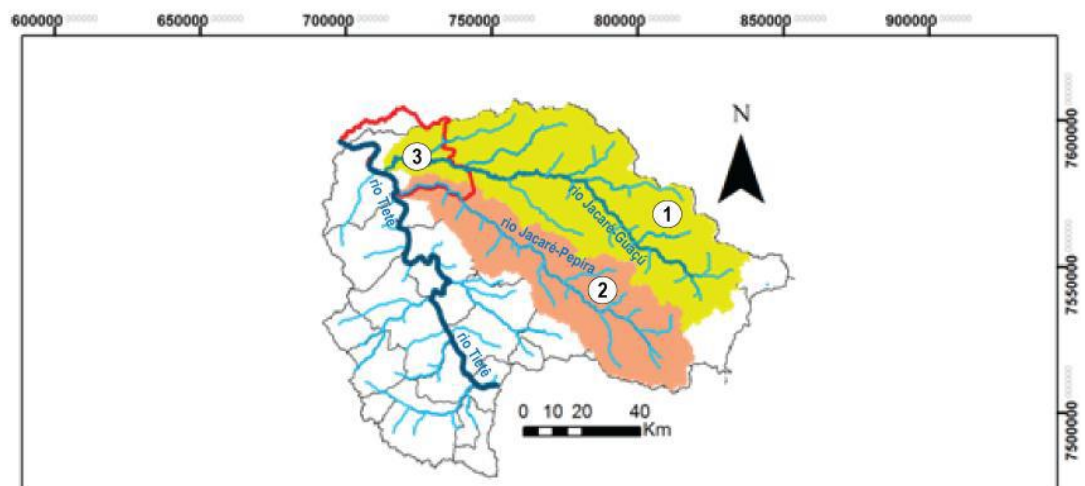 600000 650000 700000 750000 800000 850000 900000
7600000
7550000
7500000
N
3
1
2
rio Tietê
rio Jacaré-Guaçú
rio Jacaré-Pepira
rio Tietê
0 10 20 40
Km